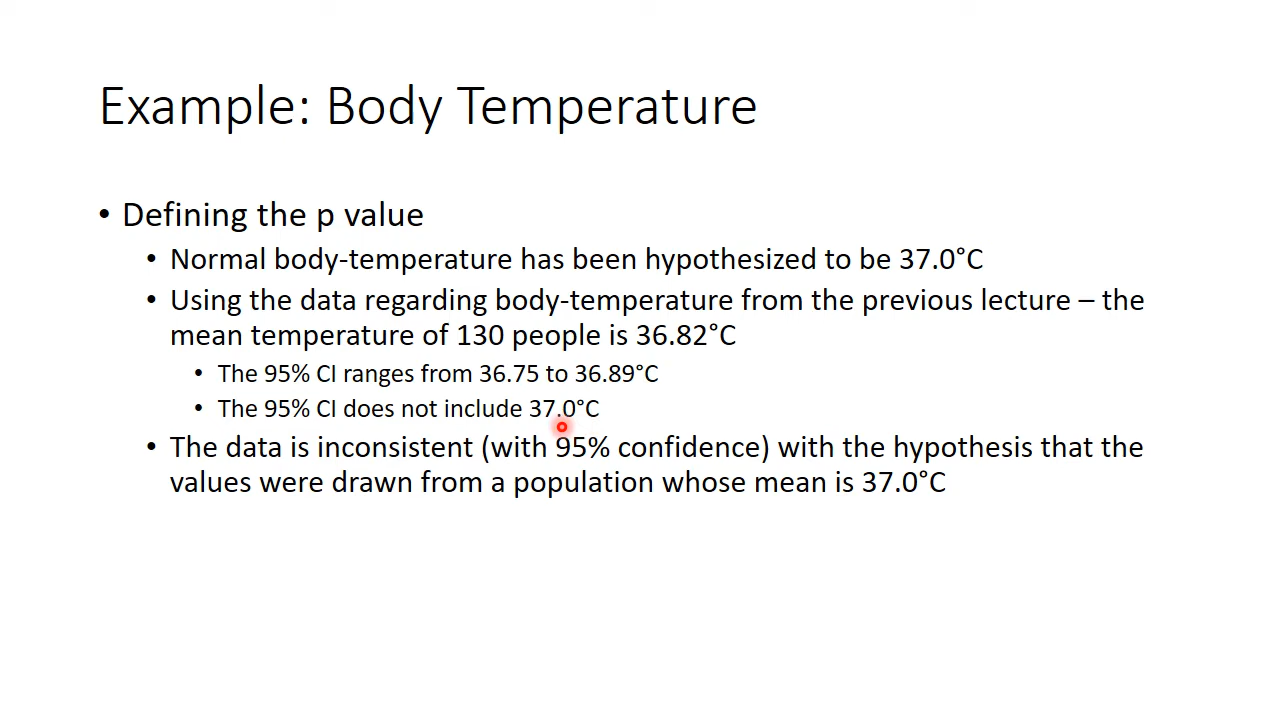 Example: Body Temperature
• Defining the p value
• Normal body-temperature has been hypothesized to be 37.0°C
• Using the data regarding body-temperature from the previous lecture – the
mean temperature of 130 people is 36.82°C
• The 95% CI ranges from 36.75 to 36.89°C
• The 95% CI does not include 37.0°C
• The data is inconsistent (with 95% confidence) with the hypothesis that the
values were drawn from a population whose mean is 37.0°C